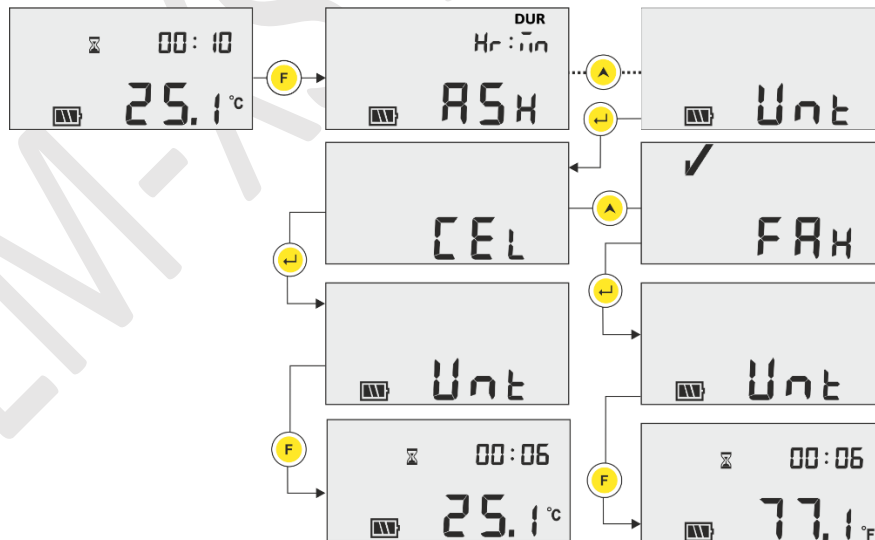 00:10
25.1 °C
F
DUR
Hr:min
ASH
Unt
CEL
FAH
Unt
Unt
F
00:06
25.1 °C
F
00:06
77.1 °F